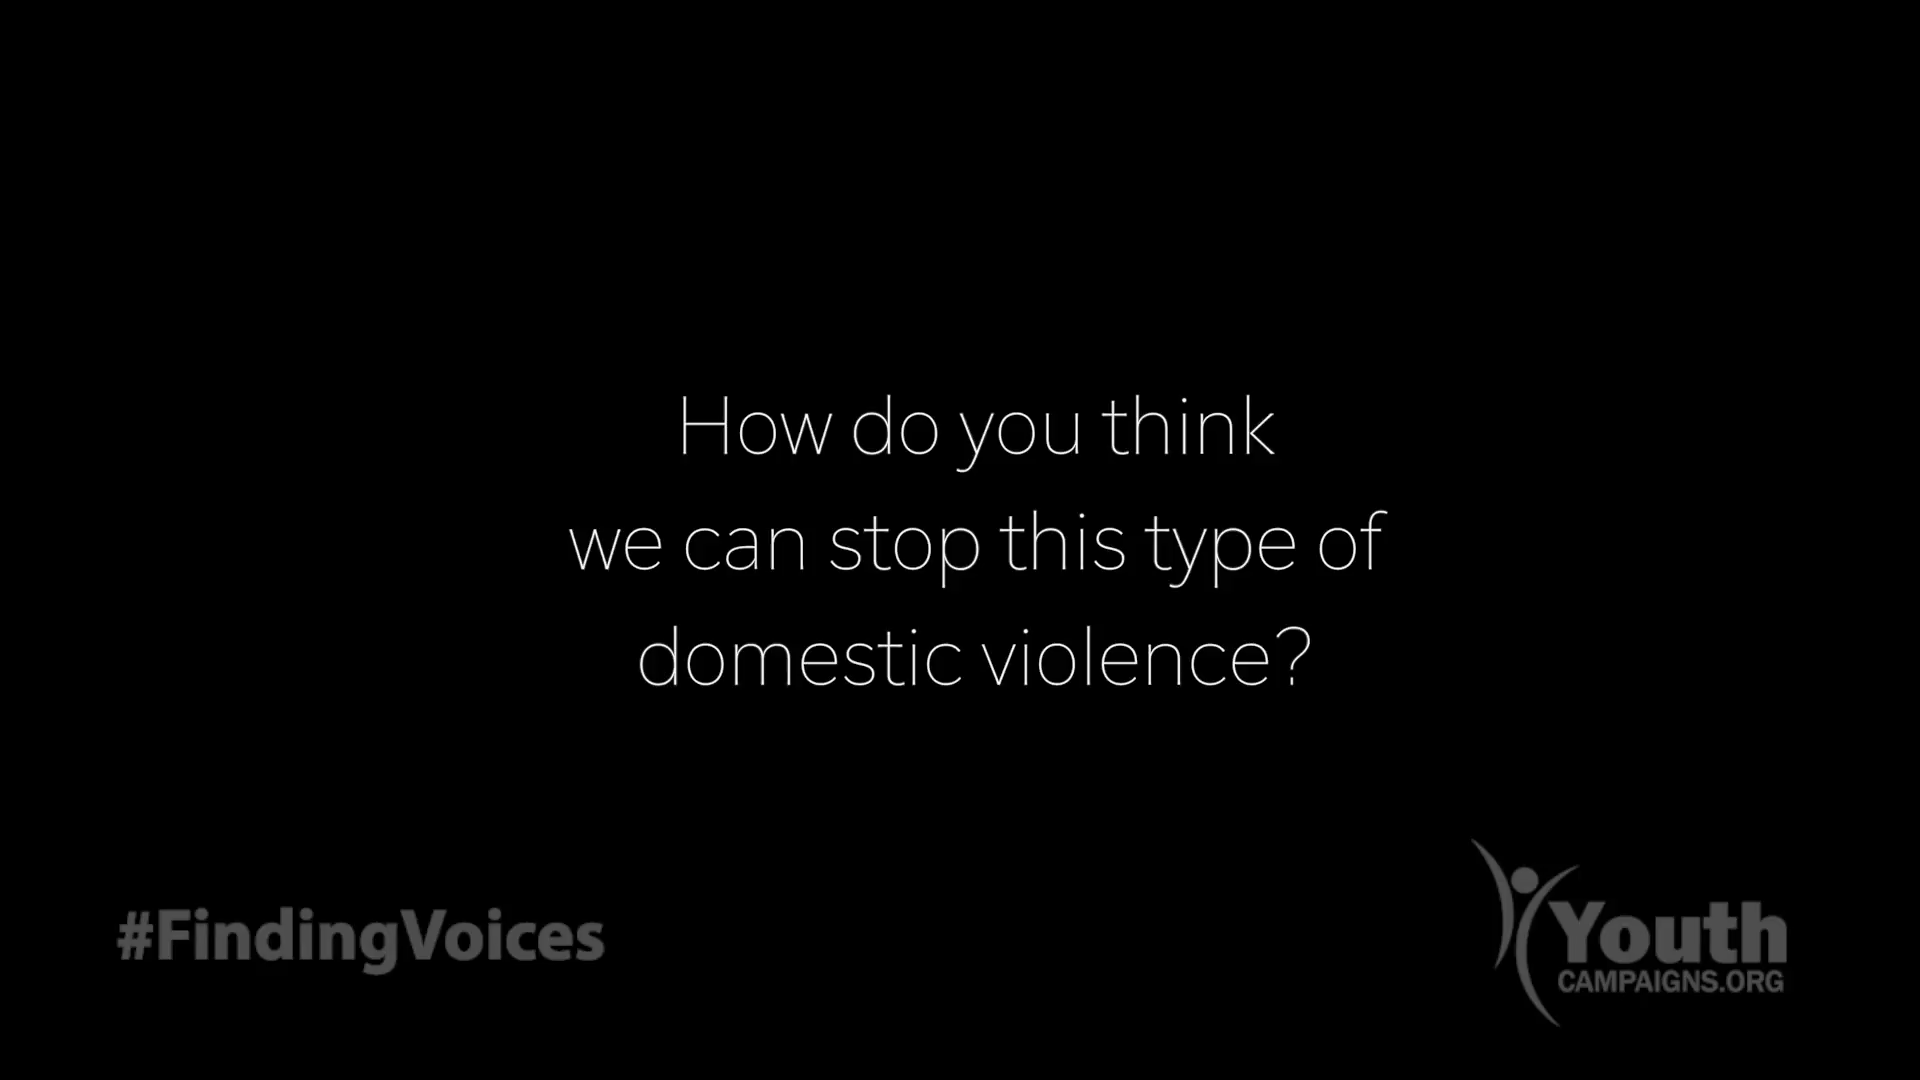 How do you think
we can stop this type of
domestic violence?
#FindingVoices
Youth
CAMPAIGNS.ORG